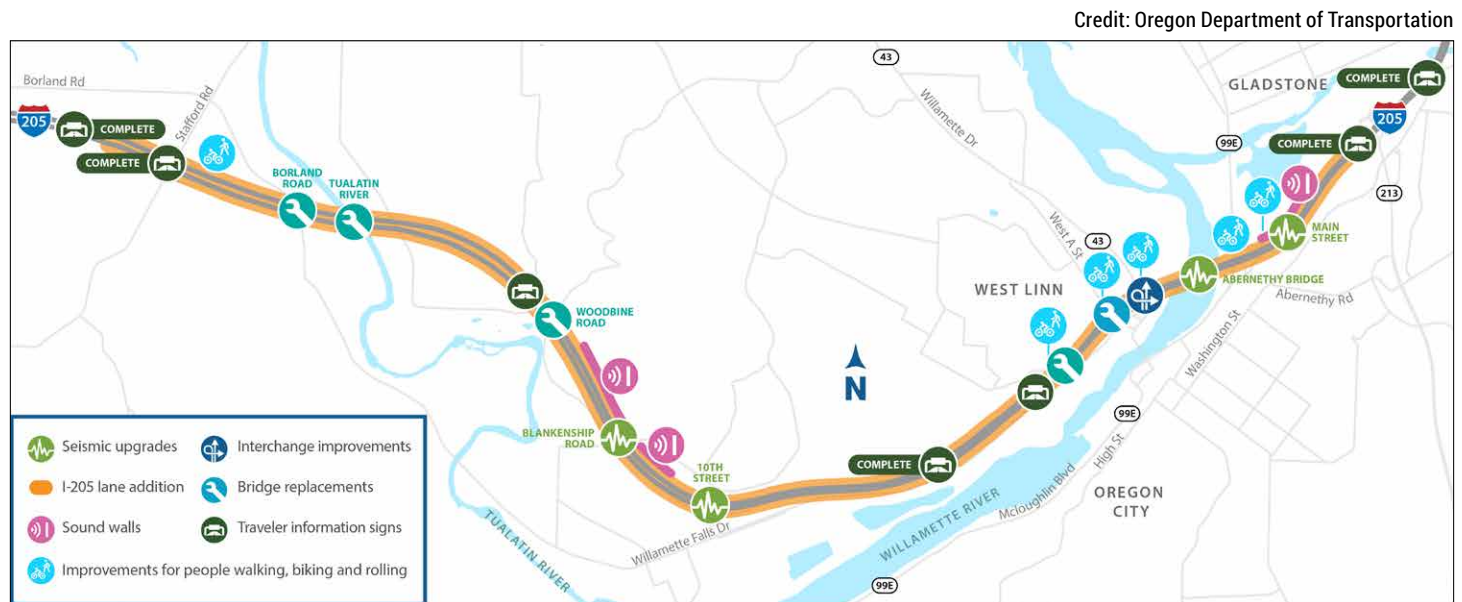 Credit: Oregon Department of Transportation
Borland Rd
205
COMPLETE
COMPLETE
Stafford Rd
BORLAND
ROAD
TUALATIN
RIVER
WOODBINE
ROAD
BLANKENSHIP
ROAD
10TH
STREET
Willamette Falls Dr
TUALATIN RIVER
43
Willamette Dr
N
COMPLETE
WEST LINN
West A St
43
99E
GLADSTONE
COMPLETE
205
COMPLETE
213
MAIN
STREET
ABERNETHY BRIDGE
Abernethy Rd
Washington St
99E
High St
OREGON
CITY
Mcloughlin Blvd
WILLAMETTE RIVER
99E
Seismic upgrades
Interchange improvements
I-205 lane addition
Bridge replacements
Sound walls
Traveler information signs
Improvements for people walking, biking and rolling